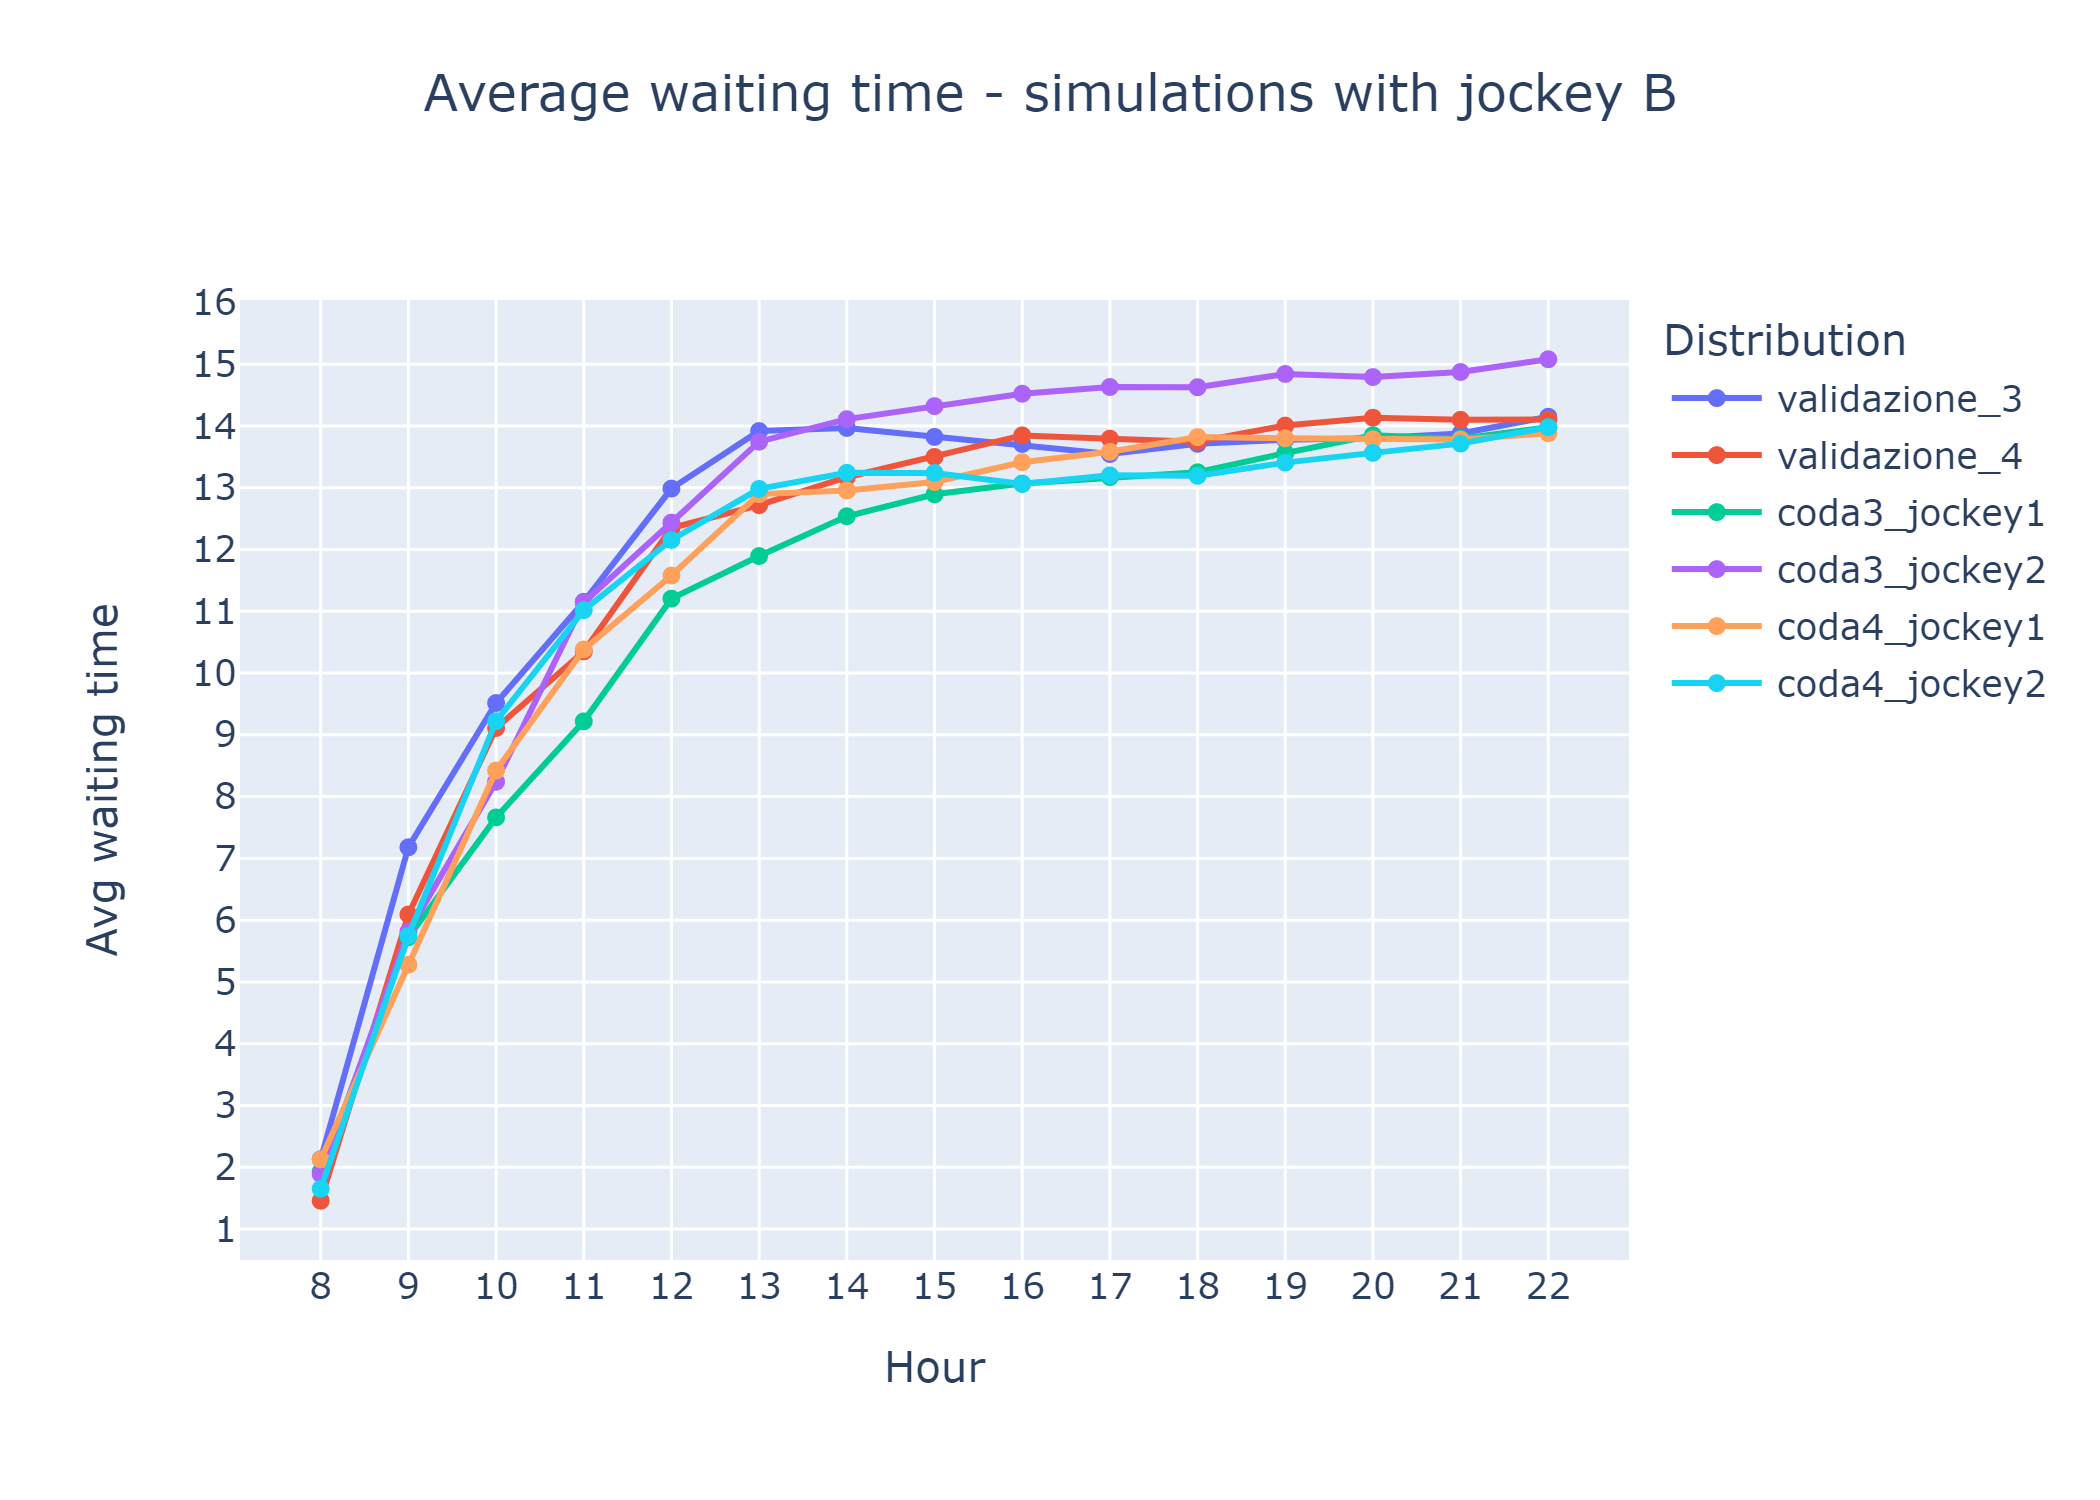 Average waiting time - simulations with jockey B
16
15
14
13
12
11
10
9
8
7
6
5
4
3
2
1
Avg waiting time
8 9 10 11 12 13 14 15 16 17 18 19 20 21 22
Hour
Distribution
validazione_3
validazione_4
coda3_jockey1
coda3_jockey2
coda4_jockey1
coda4_jockey2